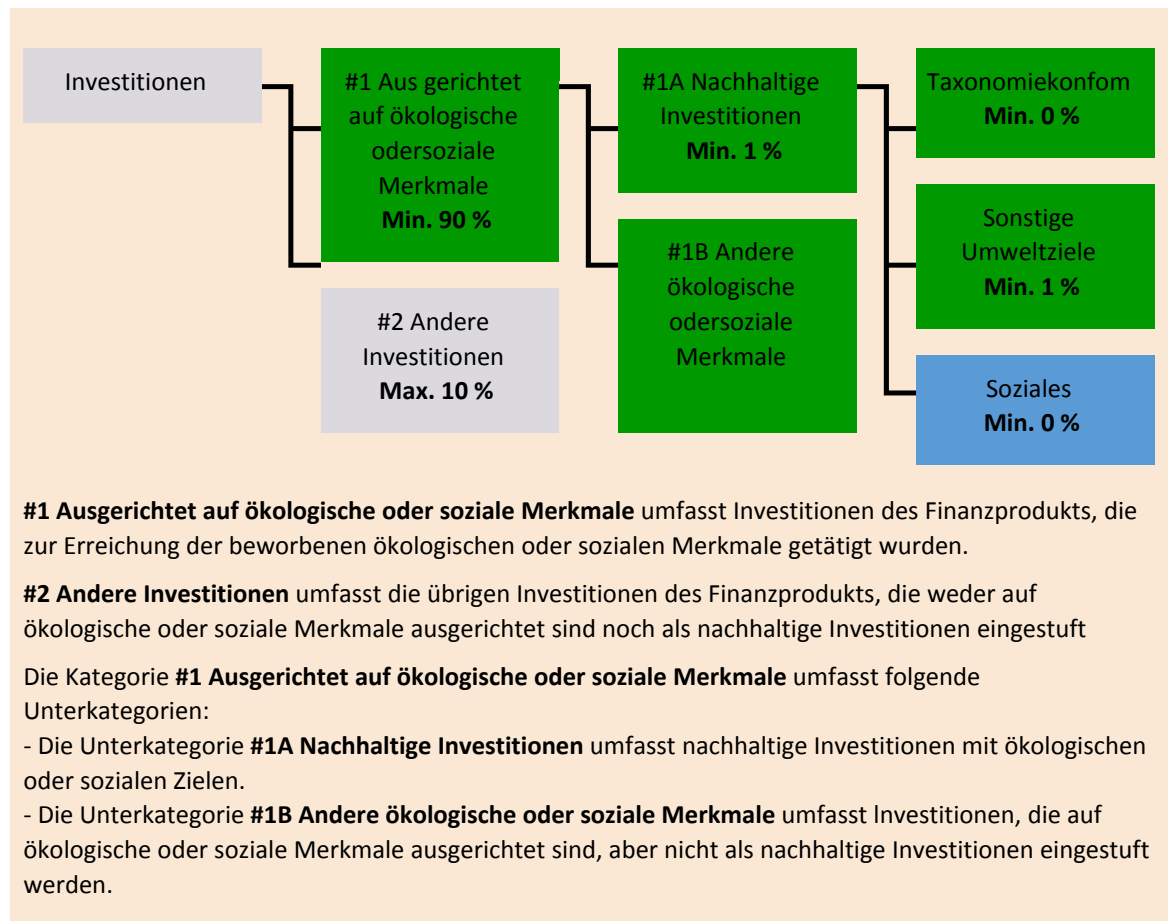 Investitionen
#1 Aus gerichtet
auf ökologische
odersoziale
Merkmale
Min. 90 %
#2 Andere
Investitionen
Max. 10 %
#1A Nachhaltige
Investitionen
Min. 1 %
#1B Andere
ökologische
odersoziale
Merkmale
Taxonomiekonfom
Min. 0 %
Sonstige
Umweltziele
Min. 1 %
Soziales
Min. 0 %
#1 Ausgerichtet auf ökologische oder soziale Merkmale umfasst Investitionen des Finanzprodukts, die
zur Erreichung der beworbenen ökologischen oder sozialen Merkmale getätigt wurden.
#2 Andere Investitionen umfasst die übrigen Investitionen des Finanzprodukts, die weder auf
ökologische oder soziale Merkmale ausgerichtet sind noch als nachhaltige Investitionen eingestuft
Die Kategorie #1 Ausgerichtet auf ökologische oder soziale Merkmale umfasst folgende
Unterkategorien:
- Die Unterkategorie #1A Nachhaltige Investitionen umfasst nachhaltige Investitionen mit ökologischen
oder sozialen Zielen.
- Die Unterkategorie #1B Andere ökologische oder soziale Merkmale umfasst lnvestitionen, die auf
ökologische oder soziale Merkmale ausgerichtet sind, aber nicht als nachhaltige Investitionen eingestuft
werden.